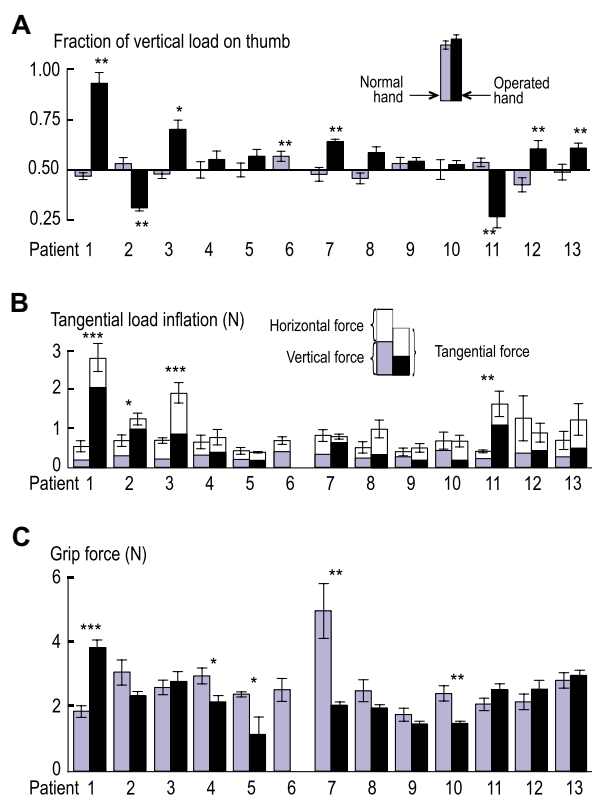 A
Fraction of vertical load on thumb
1.00
0.75
0.50
0.25
** ** * ** ** ** ** **
Normal hand
Operated hand
Patient 1 2 3 4 5 6 7 8 9 10 11 12 13
B
Tangential load inflation (N)
3
2
1
0
*** * *** **
Horizontal force
Vertical force
Tangential force
Patient 1 2 3 4 5 6 7 8 9 10 11 12 13
C
Grip force (N)
6
4
2
0
*** * * ** **
Patient 1 2 3 4 5 6 7 8 9 10 11 12 13